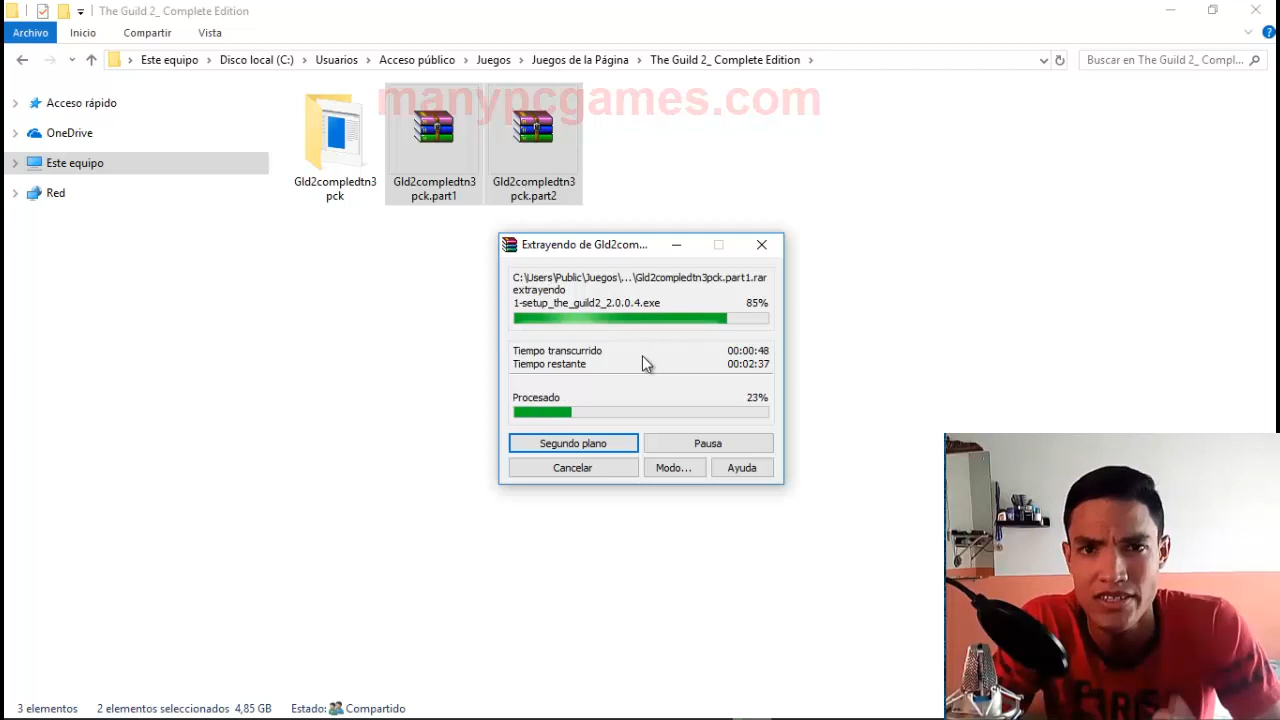 The Guild 2_ Complete Edition
Archivo Inicio Compartir Vista
Este equipo Disco local (C:) Usuarios Acceso público Juegos Juegos de la Página The Guild 2_ Complete Edition
Buscar en The Guild 2_ Compl...
manypcgames.com
Acceso rápido
OneDrive
Este equipo
Red
Gld2compledtn3
pck
Gld2compledtn3
pck.part1
Gld2compledtn3
pck.part2
Extrayendo de Gld2com...
C:\Users\Public\Juegos\...\Gld2compledtn3pck.part1.rar
extrayendo
1-setup_the_guild2_2.0.0.4.exe 85%
Tiempo transcurrido 00:00:48
Tiempo restante 00:02:37
Procesado 23%
Segundo plano Pausa
Cancelar Modo... Ayuda
3 elementos 2 elementos seleccionados 4,85 GB Estado: Compartido